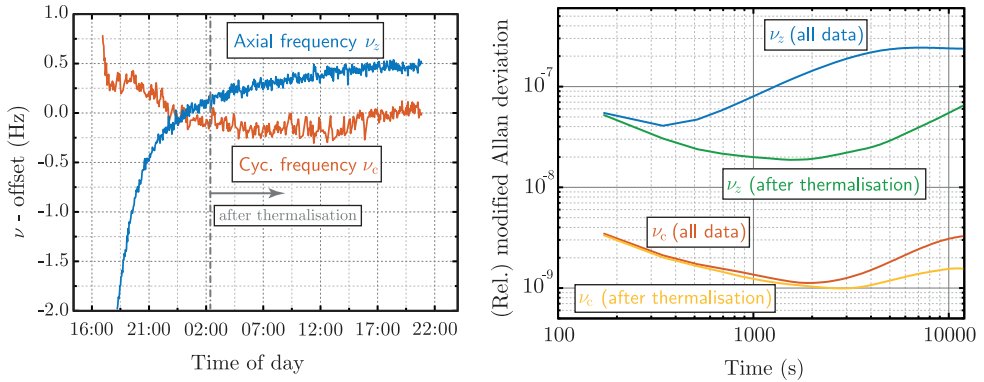 ν - offset (Hz)
1.0
0.5
0.0
-0.5
-1.0
-1.5
-2.0
Axial frequency ν_z
Cyc. frequency ν_c
after thermalisation
16:00 21:00 02:00 07:00 12:00 17:00 22:00
Time of day
(Rel.) modified Allan deviation
10^-7
10^-8
10^-9
ν_z (all data)
ν_z (after thermalisation)
ν_c (all data)
ν_c (after thermalisation)
100 1000 10000
Time (s)